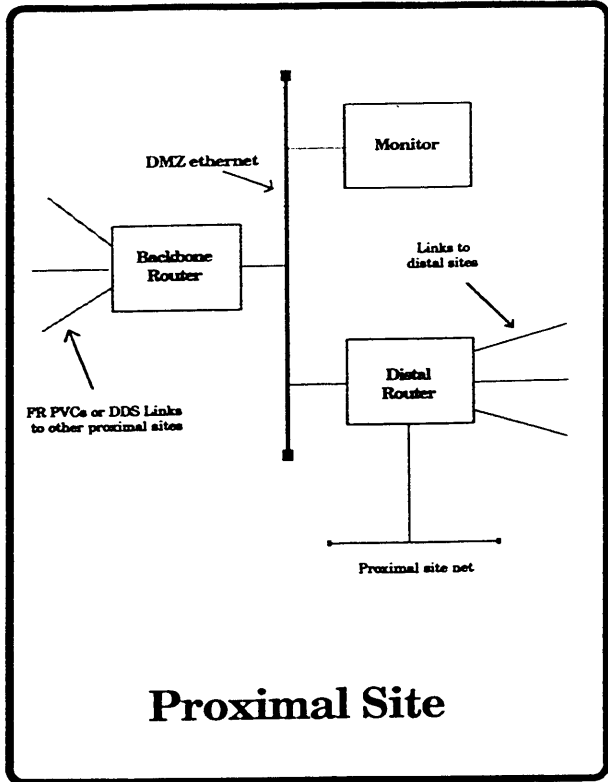 DMZ ethernet
Monitor
Backbone
Router
Links to
distal sites
Distal
Router
FR PVCs or DDS Links
to other proximal sites
Proximal site net
Proximal Site